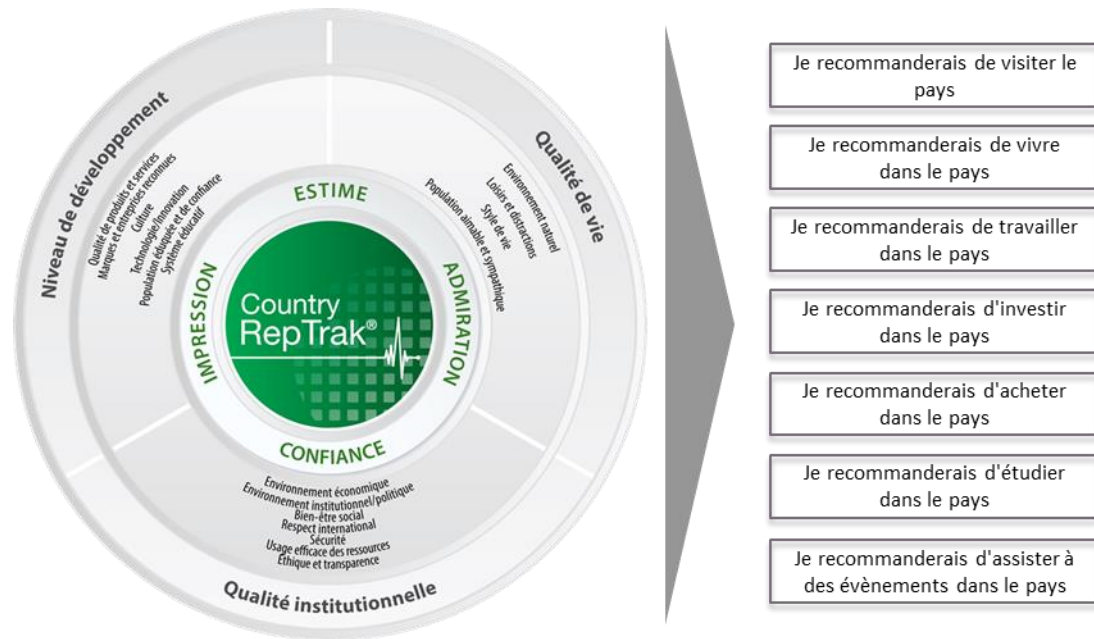 Niveau de développement
Qualité de produits et services
Marques et entreprises reconnues
Culture
Technologie/Innovation
Population éduquée et de confiance
Système éducatif
Qualité de vie
Environnement naturel
Loisirs et distractions
Style de vie
Population aimable et sympathique
ESTIME
IMPRESSION
ADMIRATION
Country
RepTrak®
CONFIANCE
Environnement économique
Environnement institutionnel/politique
Bien-être social
Respect international
Sécurité
Usage efficace des ressources
Éthique et transparence
Qualité institutionnelle
Je recommanderais de visiter le
pays
Je recommanderais de vivre
dans le pays
Je recommanderais de travailler
dans le pays
Je recommanderais d'investir
dans le pays
Je recommanderais d'acheter
dans le pays
Je recommanderais d'étudier
dans le pays
Je recommanderais d'assister à
des évènements dans le pays